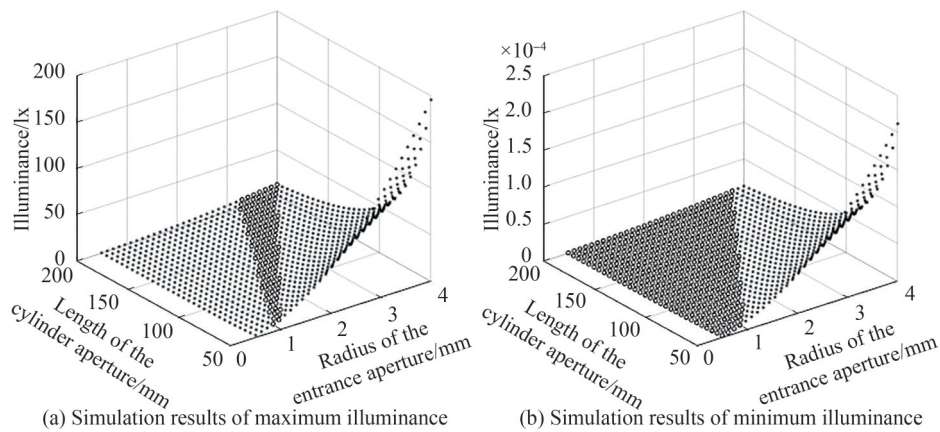 200
150
100
50
0
Illuminance/lx
200
150
100
50
Length of the
cylinder aperture/mm
0
1
2
3
4
Radius of the
entrance aperture/mm
(a) Simulation results of maximum illuminance
×10⁻⁴
2.5
2.0
1.5
1.0
0.5
0
Illuminance/lx
200
150
100
50
Length of the
cylinder aperture/mm
0
1
2
3
4
Radius of the
entrance aperture/mm
(b) Simulation results of minimum illuminance